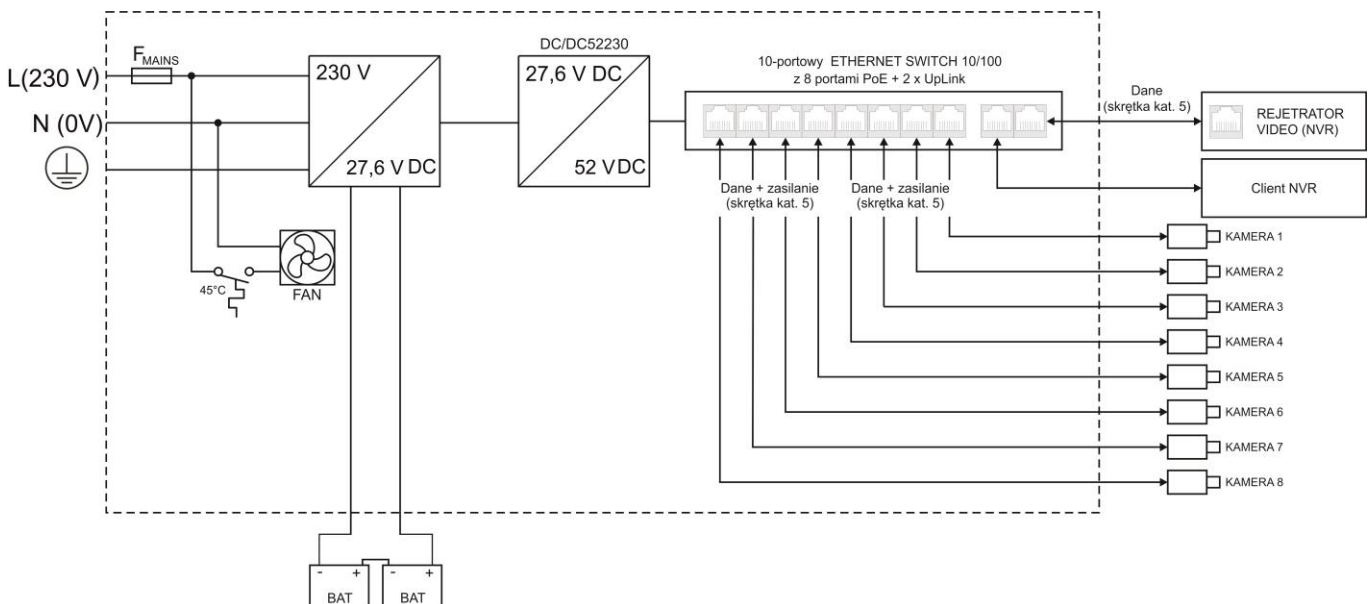 DC/DC52230
F MAINS
L(230 V)
230 V
27,6 V DC
N (0V)
27,6 V DC
52 V DC
10-portowy ETHERNET SWITCH 10/100
z 8 portami PoE + 2 x UpLink
Dane
(skrętka kat. 5)
REJETRATOR
VIDEO (NVR)
Client NVR
Dane + zasilanie
(skrętka kat. 5)
Dane + zasilanie
(skrętka kat. 5)
KAMERA 1
KAMERA 2
KAMERA 3
KAMERA 4
KAMERA 5
KAMERA 6
KAMERA 7
KAMERA 8
45°C
FAN
- +
- +
BAT
BAT